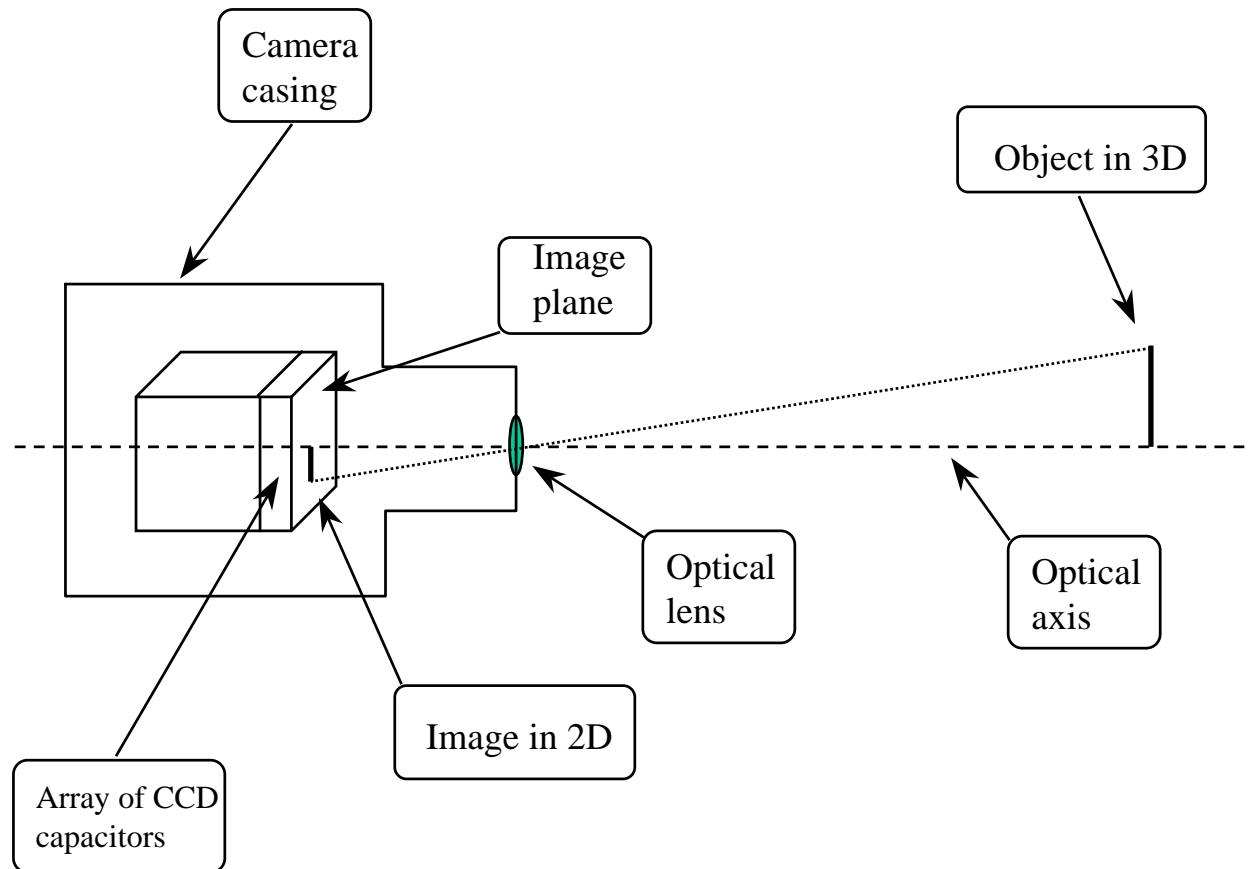 Camera
casing
Object in 3D
Image
plane
Optical
lens
Optical
axis
Image in 2D
Array of CCD
capacitors